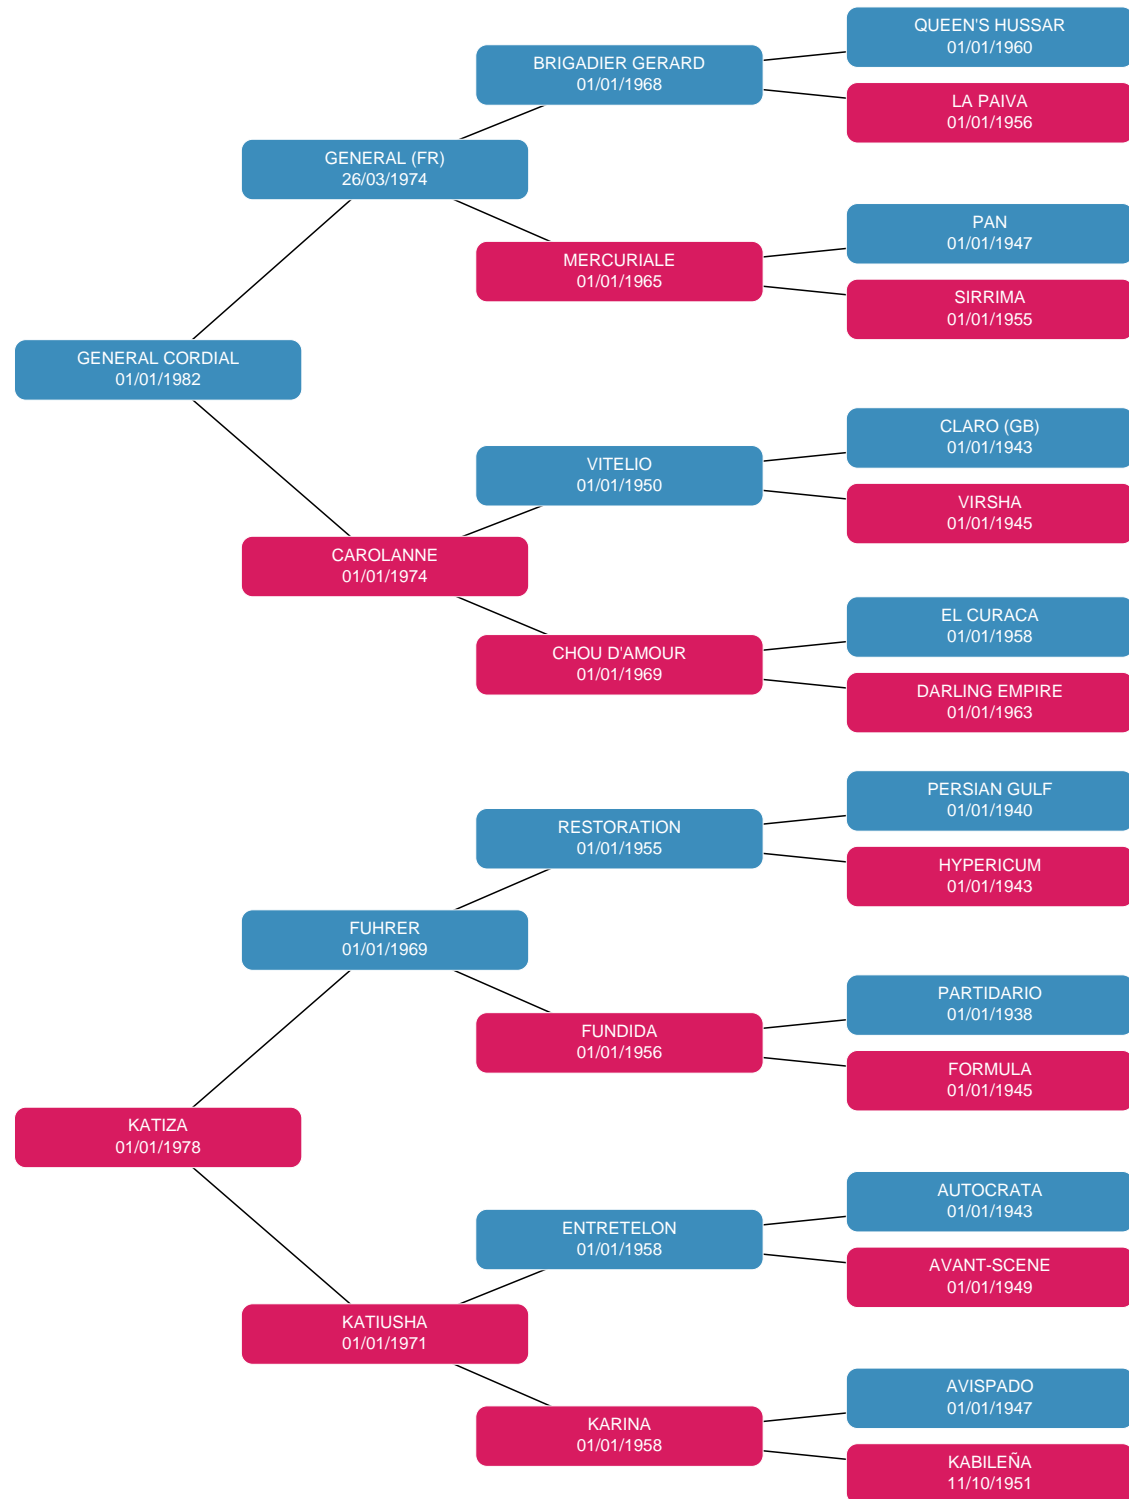 QUEEN'S HUSSAR
01/01/1960
BRIGADIER GERARD
01/01/1968
LA PAIVA
01/01/1956
GENERAL (FR)
26/03/1974
PAN
01/01/1947
MERCURIALE
01/01/1965
SIRRIMA
01/01/1955
GENERAL CORDIAL
01/01/1982
CLARO (GB)
01/01/1943
VITELIO
01/01/1950
VIRSHA
01/01/1945
CAROLANNE
01/01/1974
EL CURACA
01/01/1958
CHOU D'AMOUR
01/01/1969
DARLING EMPIRE
01/01/1963
PERSIAN GULF
01/01/1940
RESTORATION
01/01/1955
HYPERICUM
01/01/1943
FUHRER
01/01/1969
PARTIDARIO
01/01/1938
FUNDIDA
01/01/1956
FORMULA
01/01/1945
KATIZA
01/01/1978
AUTOCRATA
01/01/1943
ENTRETELON
01/01/1958
AVANT-SCENE
01/01/1949
KATIUSHA
01/01/1971
AVISPADO
01/01/1947
KARINA
01/01/1958
KABILEÑA
11/10/1951